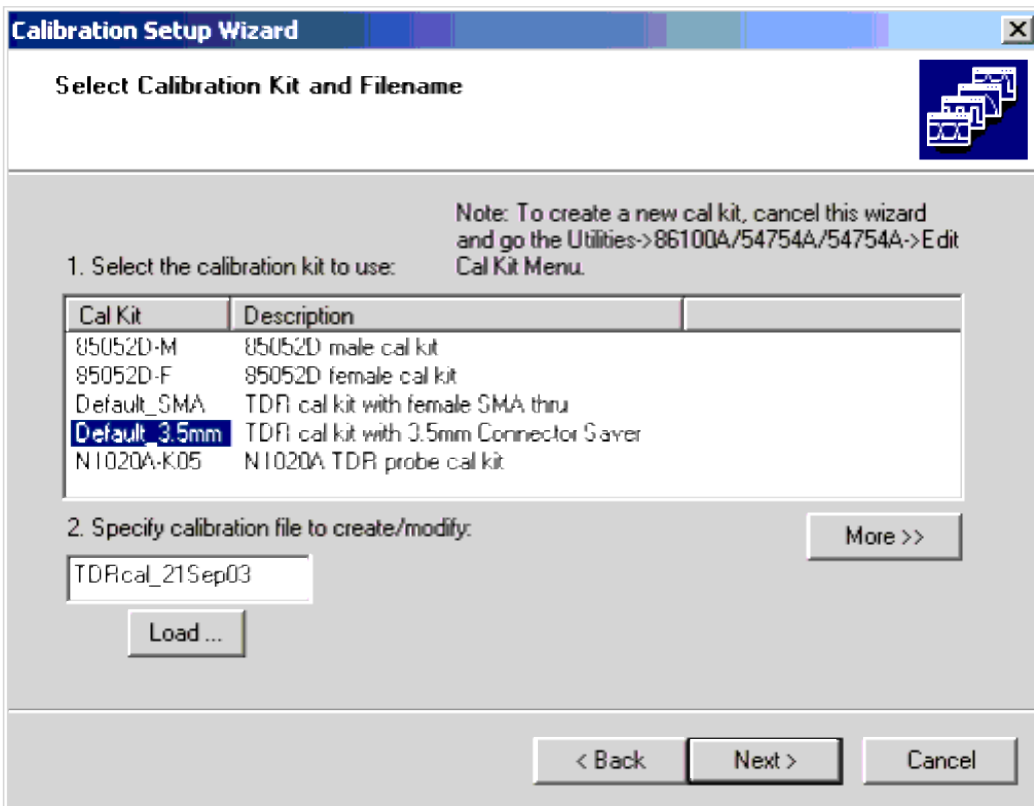 Calibration Setup Wizard
Select Calibration Kit and Filename
Note: To create a new cal kit, cancel this wizard
and go the Utilities->86100A/54754A/54754A->Edit
Cal Kit Menu.
1. Select the calibration kit to use:
Cal Kit Description
85052D-M 85052D male cal kit
85052D-F 85052D female cal kit
Default_SMA TDR cal kit with female SMA thru
Default_3.5mm TDR cal kit with 3.5mm Connector Saver
N1020A-K05 N1020A TDR probe cal kit
2. Specify calibration file to create/modify:
More >>
TDRcal_21Sep03
Load ...
< Back Next > Cancel